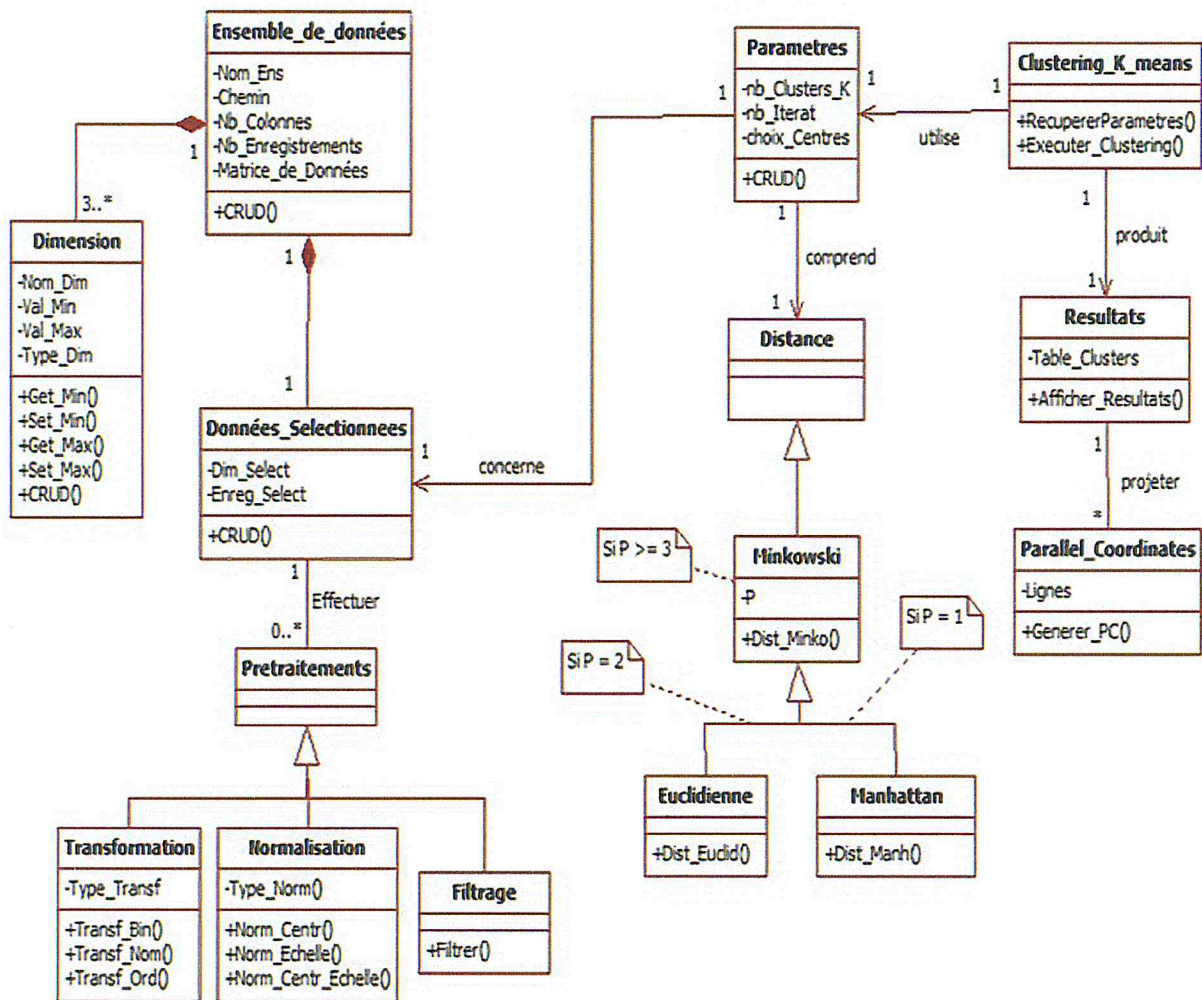 Ensemble_de_données
-Nom_Ens
-Chemin
-Nb_Colonnes
-Nb_Enregistrements
-Matrice_de_Données
+CRUD()
1
3..*
Dimension
-Nom_Dim
-Val_Min
-Val_Max
-Type_Dim
+Get_Min()
+Set_Min()
+Get_Max()
+Set_Max()
+CRUD()
1
1
Données_Selectionnees
-Dim_Select
-Enreg_Select
+CRUD()
1
concerne
1
Parametres
-nb_Clusters_K
-nb_Iterat
-choix_Centres
+CRUD()
1
utilise
1
Clustering_K_means
+RecupererParametres()
+Executer_Clustering()
1
produit
1
Resultats
-Table_Clusters
+Afficher_Resultats()
1
projeter
*
Parallel_Coordinates
-Lignes
+Generer_PC()
1
comprend
1
Distance
Minkowski
-P
+Dist_Minko()
Si P >= 3
Si P = 2
Si P = 1
Euclidienne
+Dist_Euclid()
Manhattan
+Dist_Manh()
1
Effectuer
0..*
Pretraitements
Transformation
-Type_Transf
+Transf_Bin()
+Transf_Nom()
+Transf_Ord()
Normalisation
-Type_Norm()
+Norm_Centr()
+Norm_Echelle()
+Norm_Centr_Echelle()
Filtrage
+Filtrer()